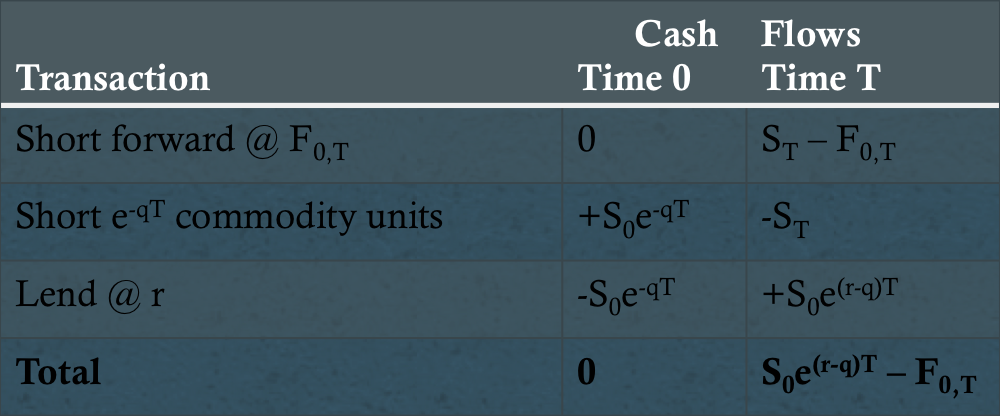 Cash Flows
Transaction Time 0 Time T
Short forward @ F0,T 0 ST – F0,T
Short e-qT commodity units +S0e-qT -ST
Lend @ r -S0e-qT +S0e(r-q)T
Total 0 S0e(r-q)T – F0,T